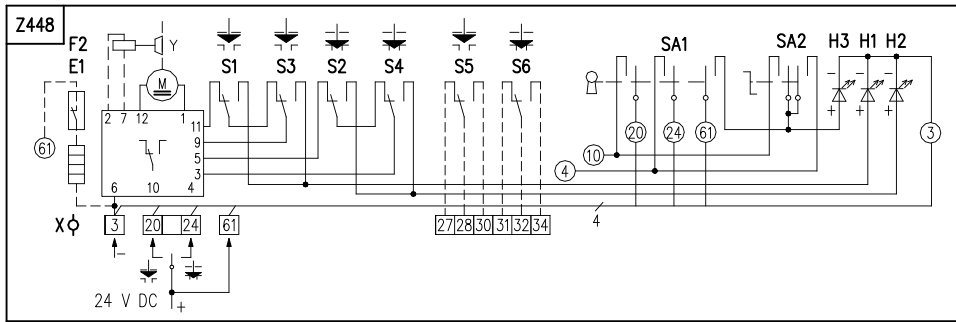 Z448
F2
E1
Y
M
S1 S3 S2 S4 S5 S6 SA1 SA2 H3 H1 H2
2 7 12 1
11
9
5
3
6 10 4
61
20 24 61
10
4
3
- - -
+ + +
X 3 20 24 61 27 28 30 31 32 34
4
-
24 V DC +